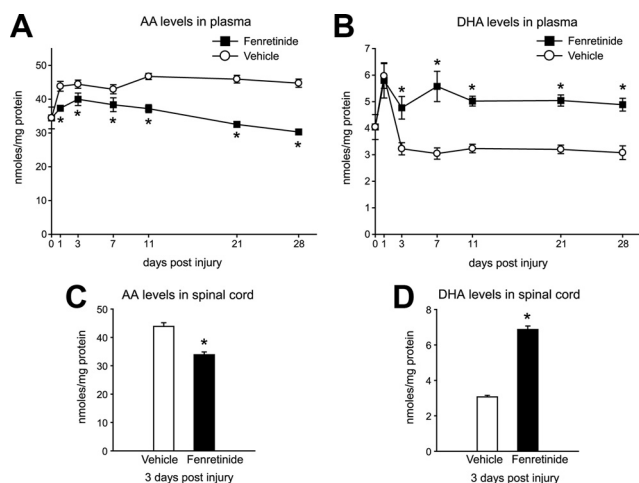 A
AA levels in plasma
Fenretinide
Vehicle
nmoles/mg protein
50
40
30
20
10
0
* * * * * *
0 1 3 7 11 21 28
days post injury
B
DHA levels in plasma
Fenretinide
Vehicle
nmoles/mg protein
7
6
5
4
3
2
1
0
* * * * *
0 1 3 7 11 21 28
days post injury
C
AA levels in spinal cord
nmoles/mg protein
50
40
30
20
10
0
*
Vehicle Fenretinide
3 days post injury
D
DHA levels in spinal cord
nmoles/mg protein
8
6
4
2
0
*
Vehicle Fenretinide
3 days post injury